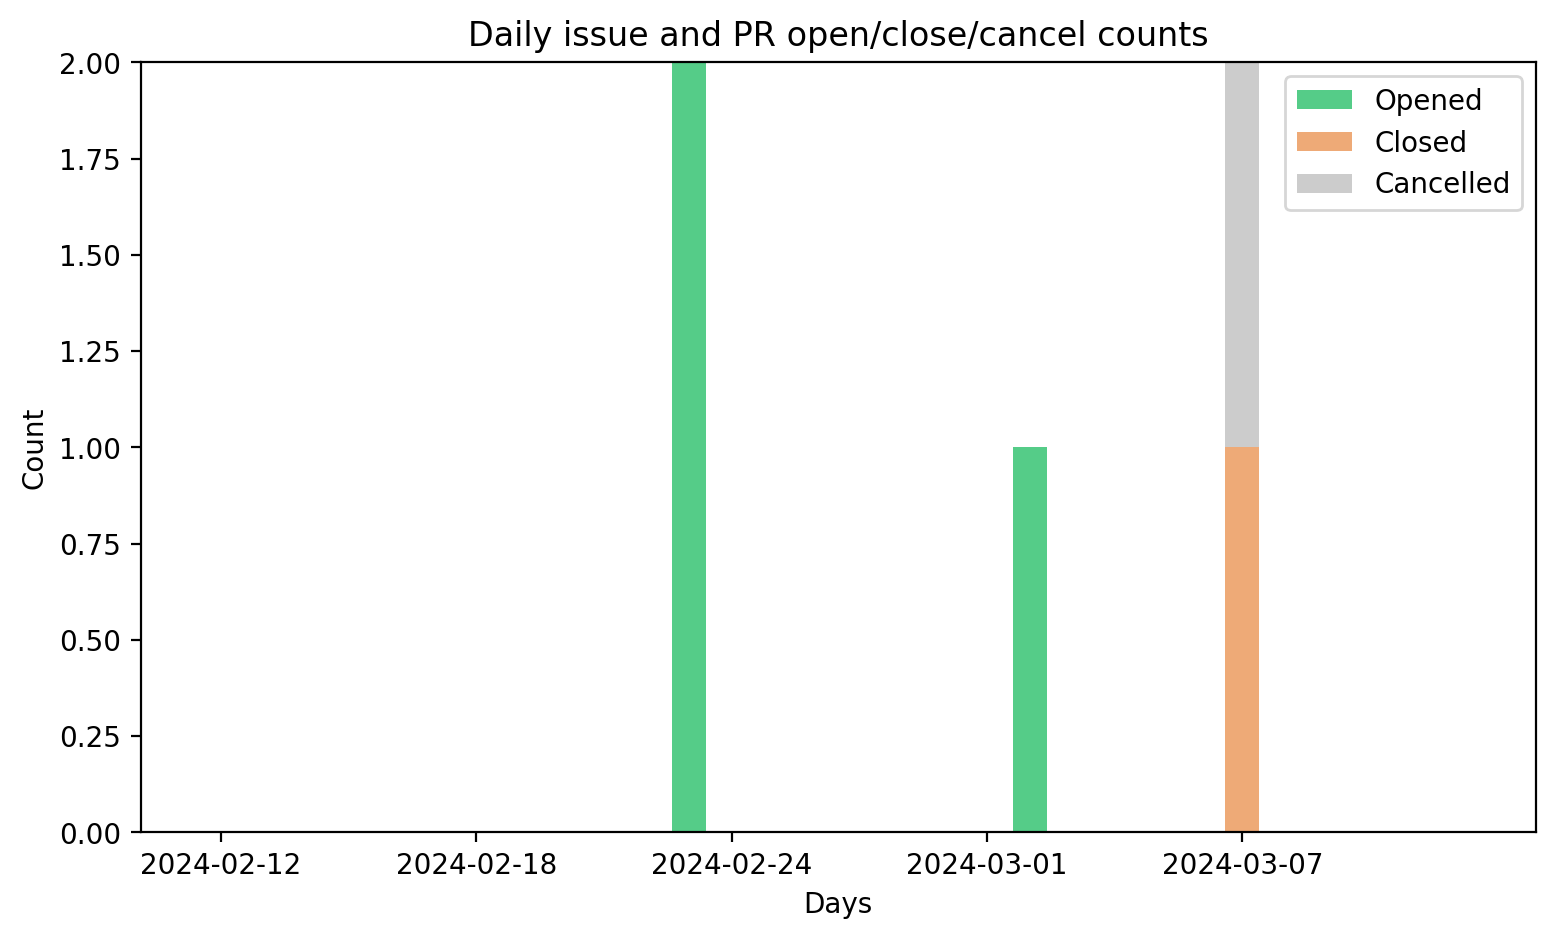 Daily issue and PR open/close/cancel counts
2.00
1.75
1.50
1.25
1.00
0.75
0.50
0.25
0.00
Count
Opened
Closed
Cancelled
2024-02-12
2024-02-18
2024-02-24
2024-03-01
2024-03-07
Days